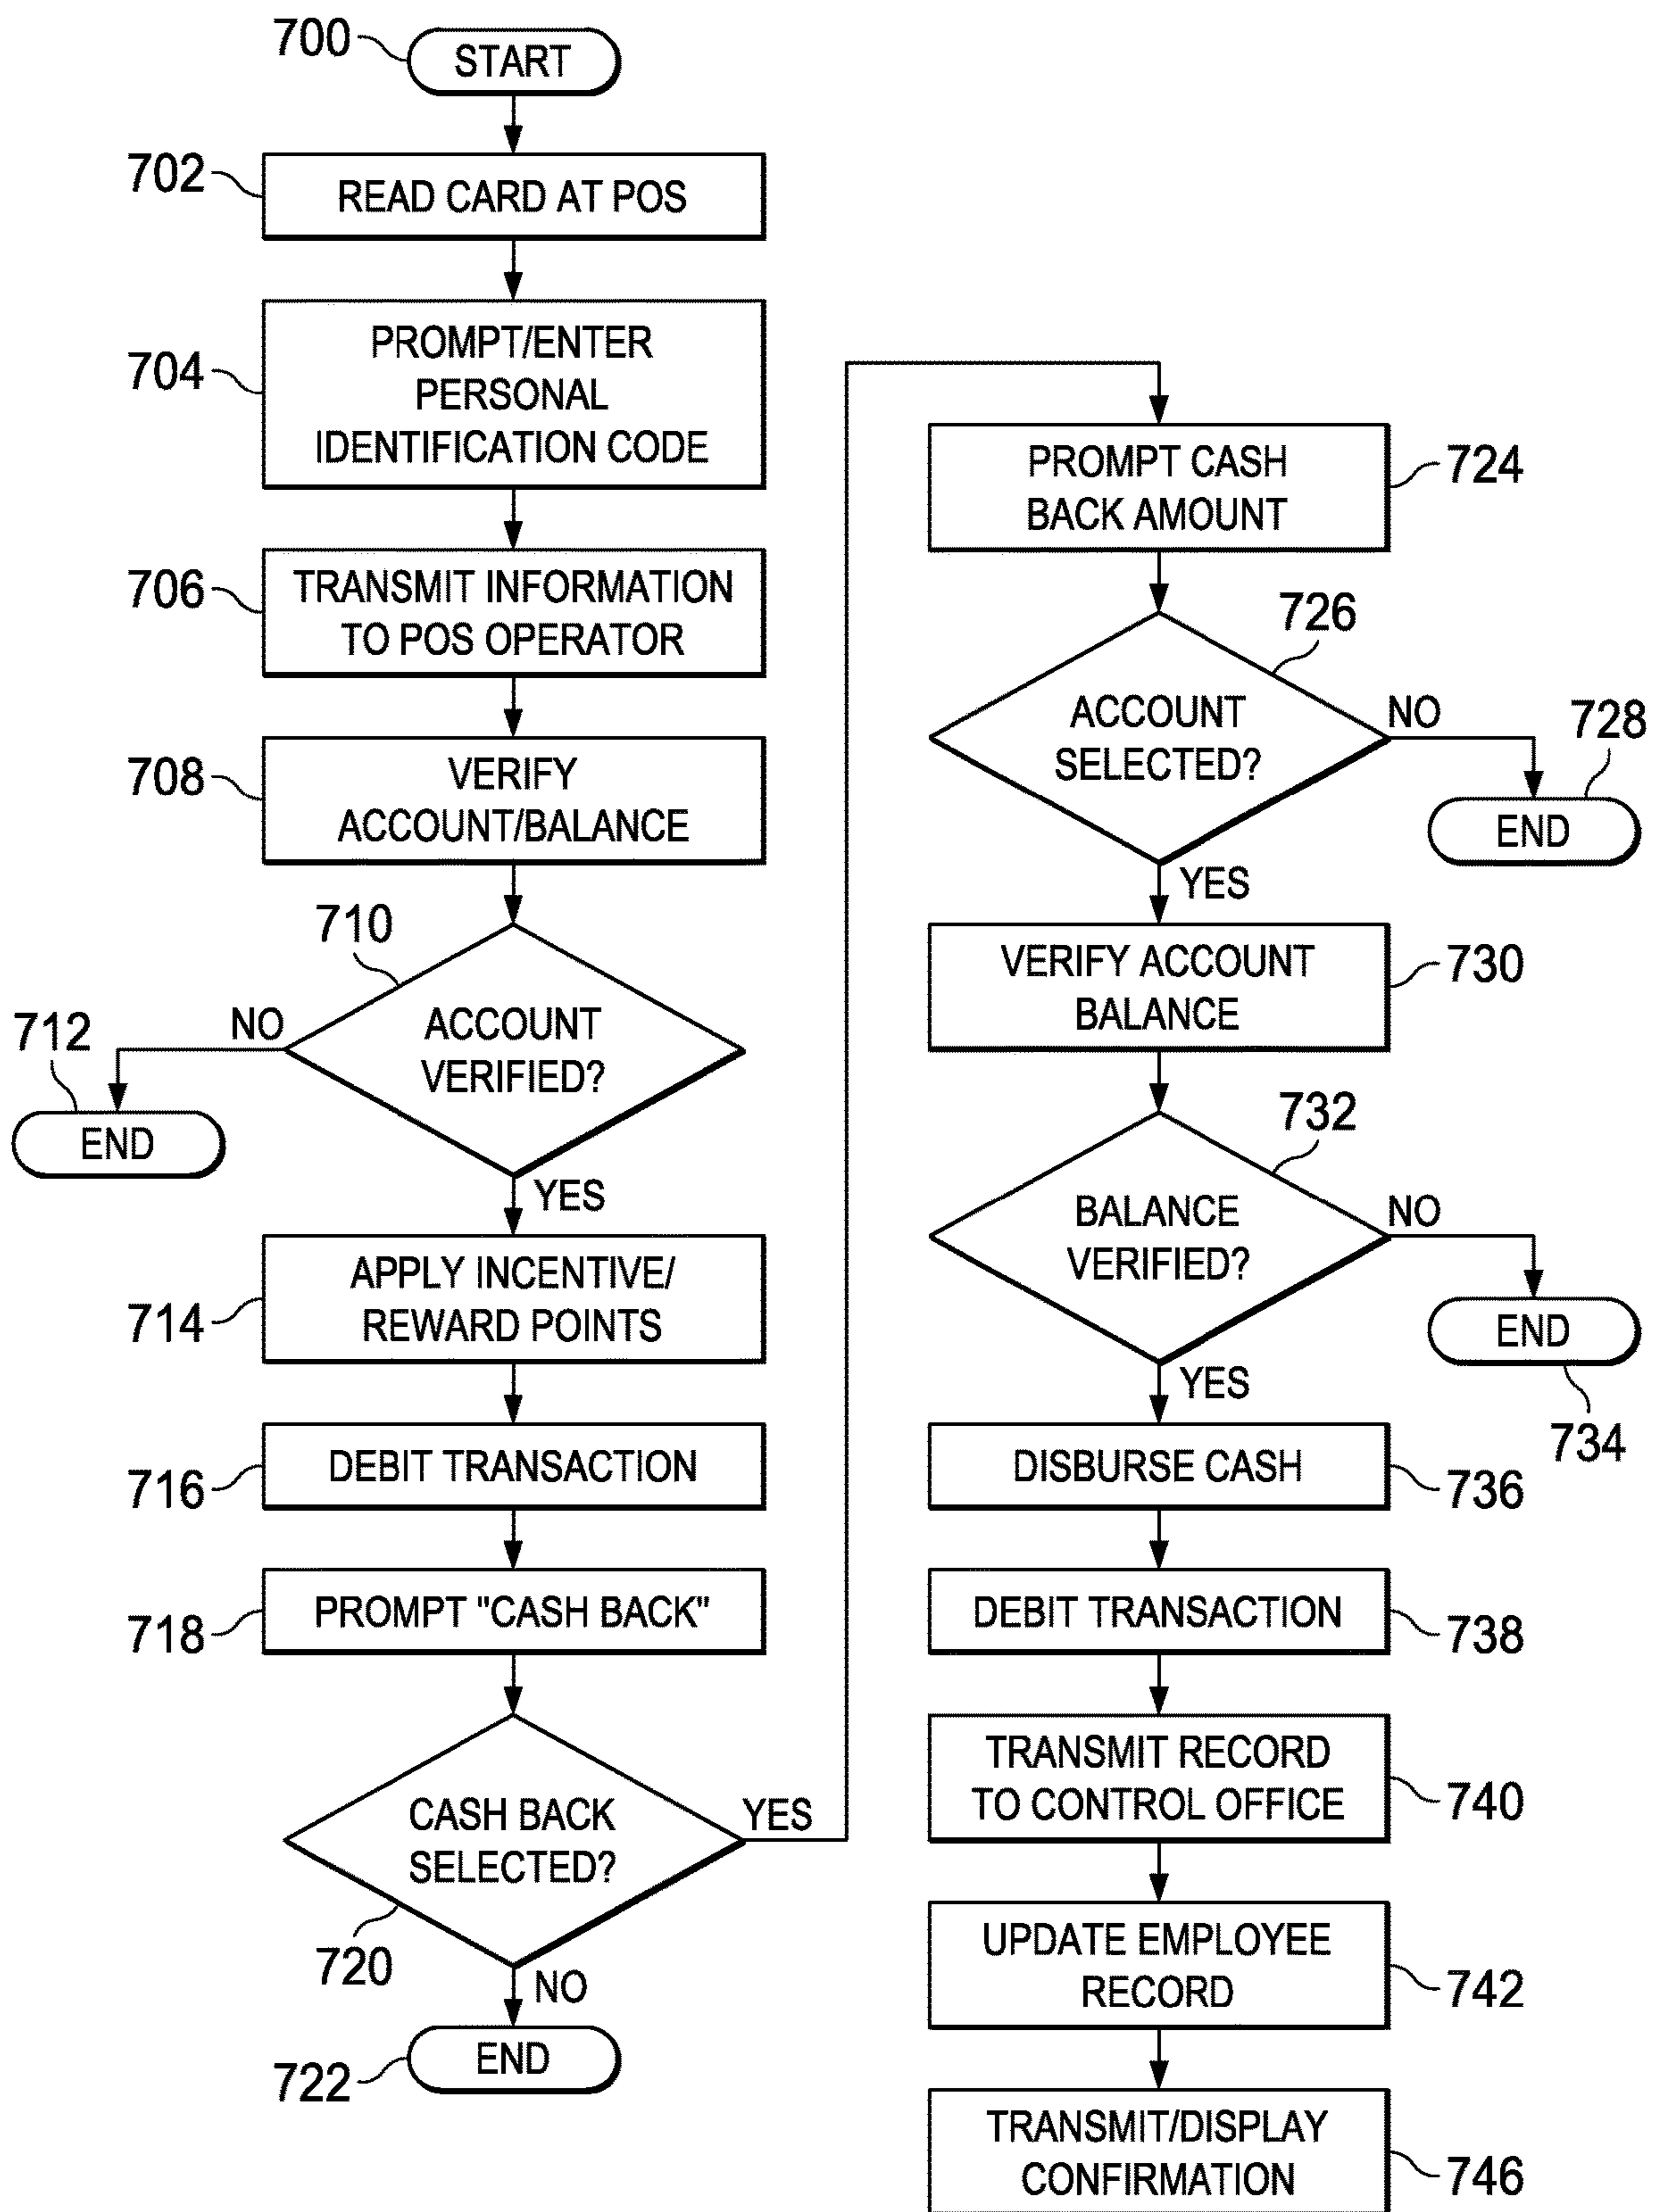 700
START
702
READ CARD AT POS
704
PROMPT/ENTER
PERSONAL
IDENTIFICATION CODE
706
TRANSMIT INFORMATION
TO POS OPERATOR
708
VERIFY
ACCOUNT/BALANCE
710
ACCOUNT
VERIFIED?
NO
712
END
YES
714
APPLY INCENTIVE/
REWARD POINTS
716
DEBIT TRANSACTION
718
PROMPT "CASH BACK"
720
CASH BACK
SELECTED?
YES
NO
722
END
724
PROMPT CASH
BACK AMOUNT
726
ACCOUNT
SELECTED?
NO
728
END
YES
730
VERIFY ACCOUNT
BALANCE
732
BALANCE
VERIFIED?
NO
END
734
YES
DISBURSE CASH
736
DEBIT TRANSACTION
738
TRANSMIT RECORD
TO CONTROL OFFICE
740
UPDATE EMPLOYEE
RECORD
742
TRANSMIT/DISPLAY
CONFIRMATION
746